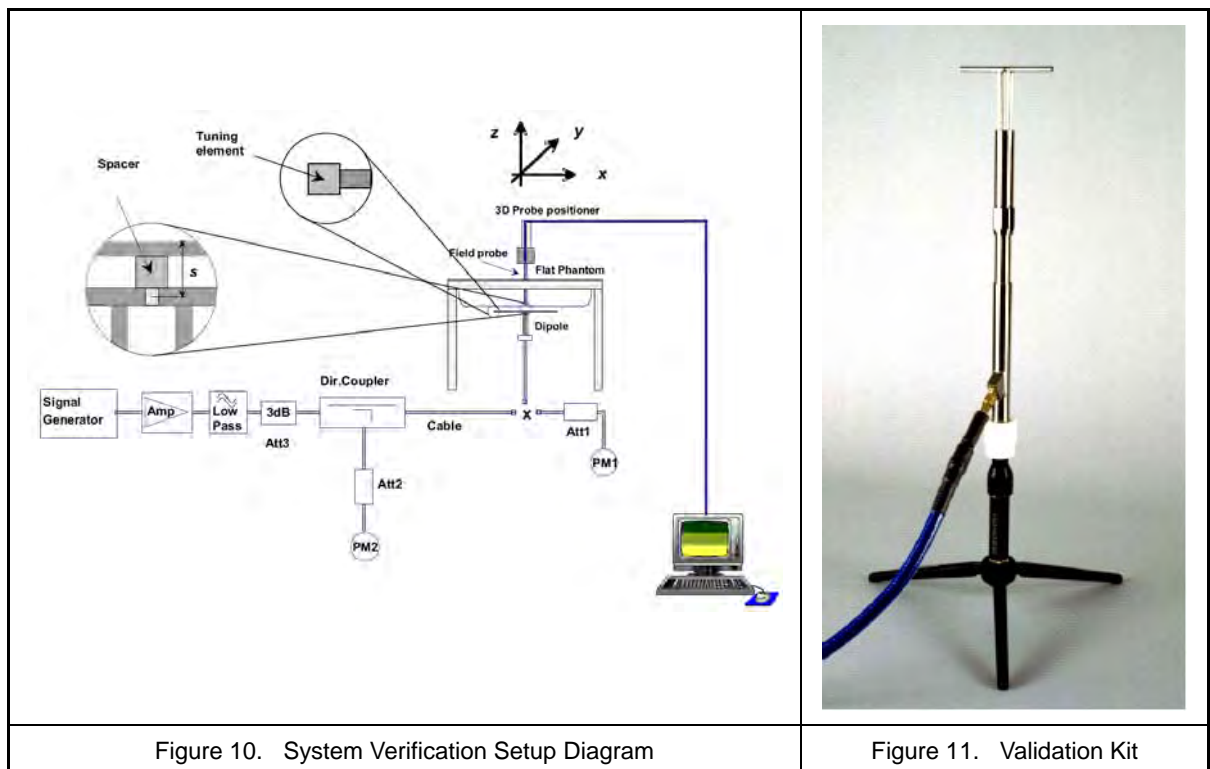 Tuning
element
Spacer
s
z
y
x
3D Probe positioner
Field probe
Flat Phantom
Dipole
Signal
Generator
Amp
Low
Pass
3dB
Att3
Dir.Coupler
Cable
x
Att1
PM1
Att2
PM2
Figure 10. System Verification Setup Diagram
Figure 11. Validation Kit